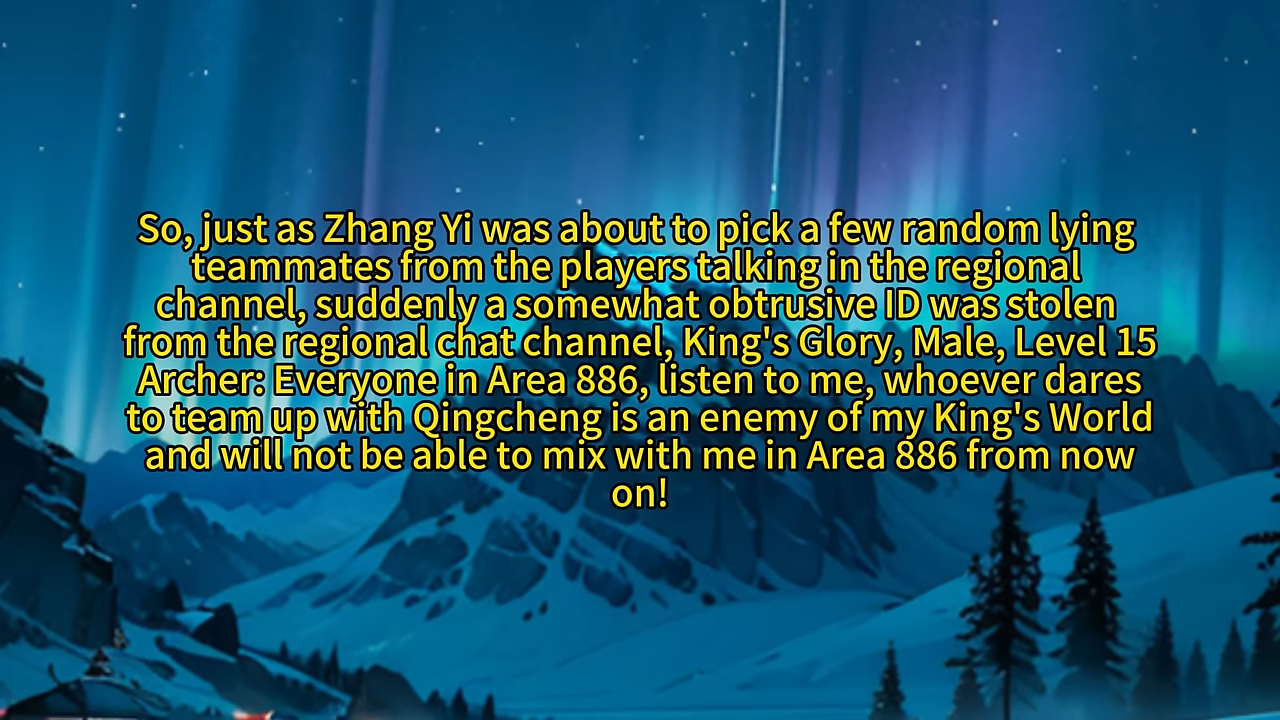 So, just as Zhang Yi was about to pick a few random lying
teammates from the players talking in the regional
channel, suddenly a somewhat obtrusive ID was stolen
from the regional chat channel, King's Glory, Male, Level 15
Archer: Everyone in Area 886, listen to me, whoever dares
to team up with Qingcheng is an enemy of my King's World
and will not be able to mix with me in Area 886 from now
on!